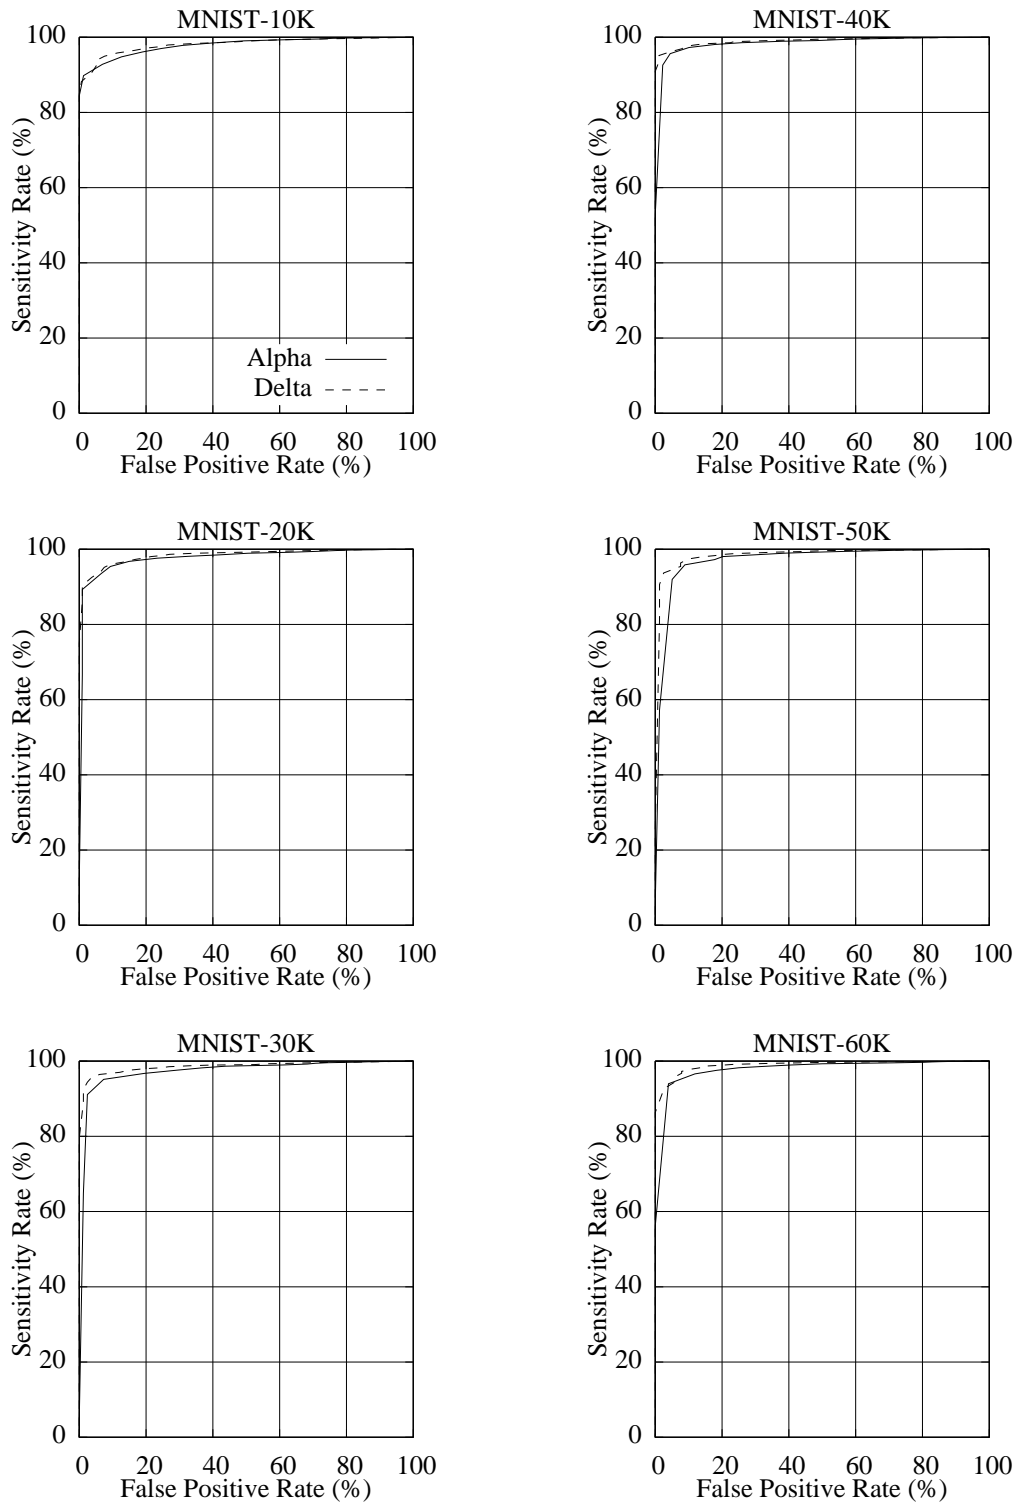 MNIST-10K
100
80
60
40
20
0
Sensitivity Rate (%)
Alpha
Delta
0 20 40 60 80 100
False Positive Rate (%)
MNIST-40K
100
80
60
40
20
0
Sensitivity Rate (%)
0 20 40 60 80 100
False Positive Rate (%)
MNIST-20K
100
80
60
40
20
0
Sensitivity Rate (%)
0 20 40 60 80 100
False Positive Rate (%)
MNIST-50K
100
80
60
40
20
0
Sensitivity Rate (%)
0 20 40 60 80 100
False Positive Rate (%)
MNIST-30K
100
80
60
40
20
0
Sensitivity Rate (%)
0 20 40 60 80 100
False Positive Rate (%)
MNIST-60K
100
80
60
40
20
0
Sensitivity Rate (%)
0 20 40 60 80 100
False Positive Rate (%)